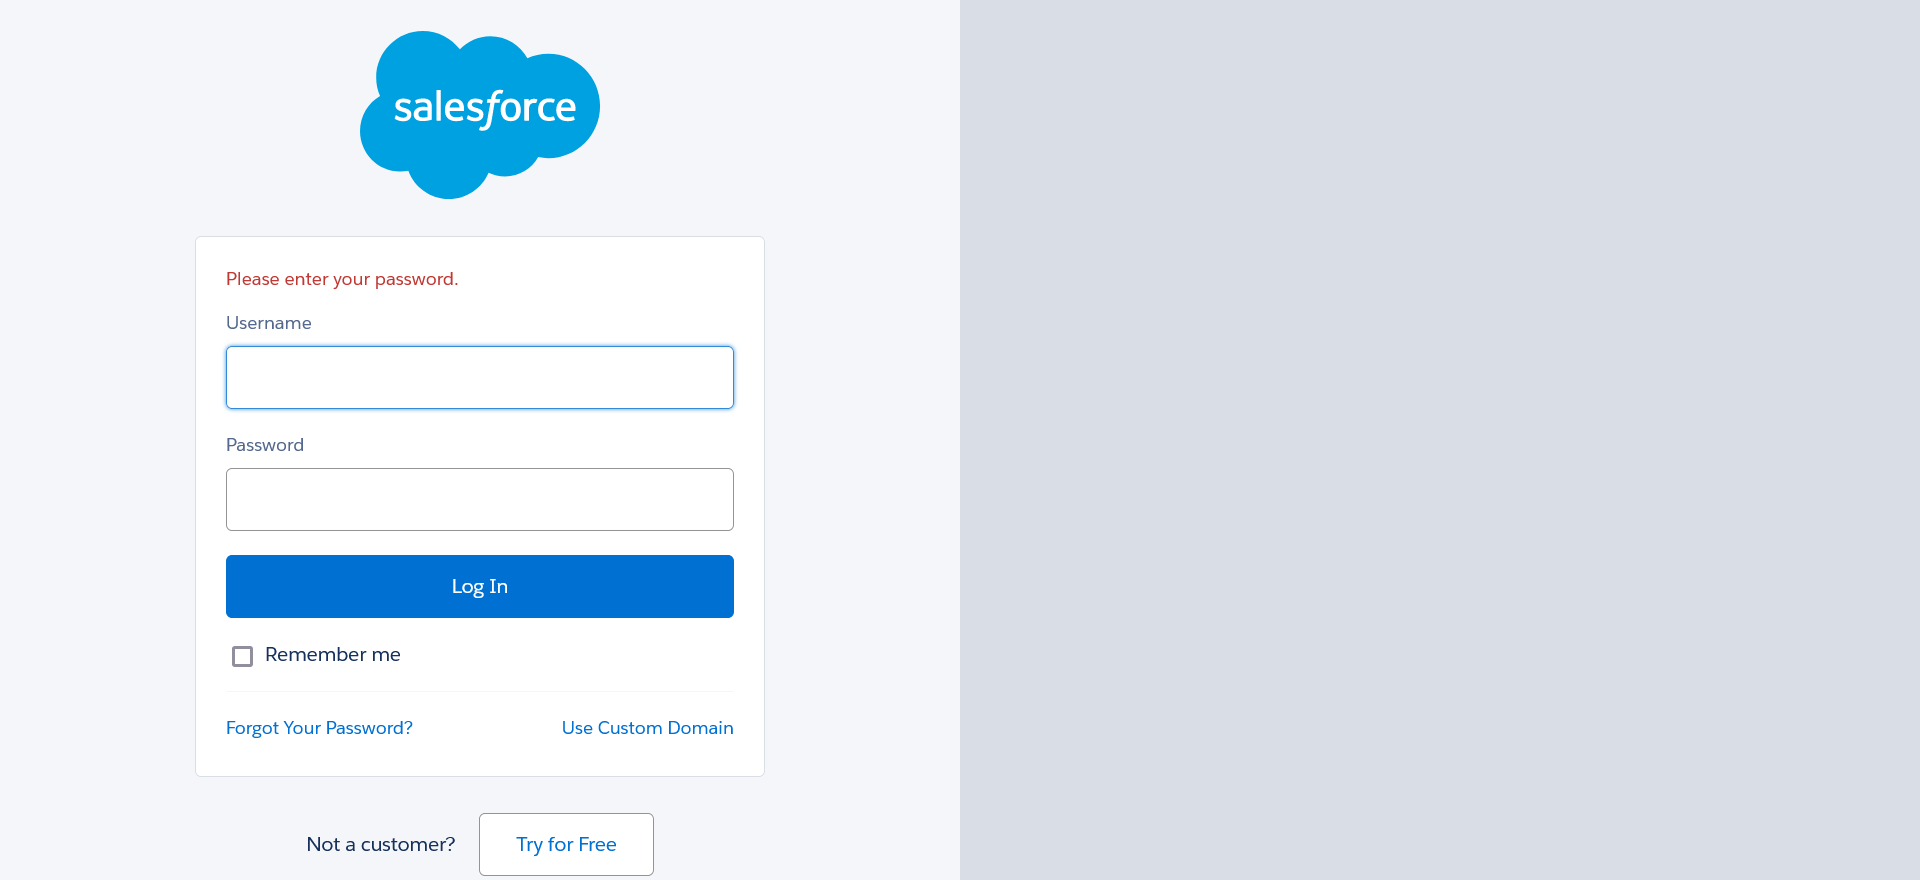 salesforce
Please enter your password.
Username
Password
Log In
Remember me
Forgot Your Password? Use Custom Domain
Not a customer? Try for Free